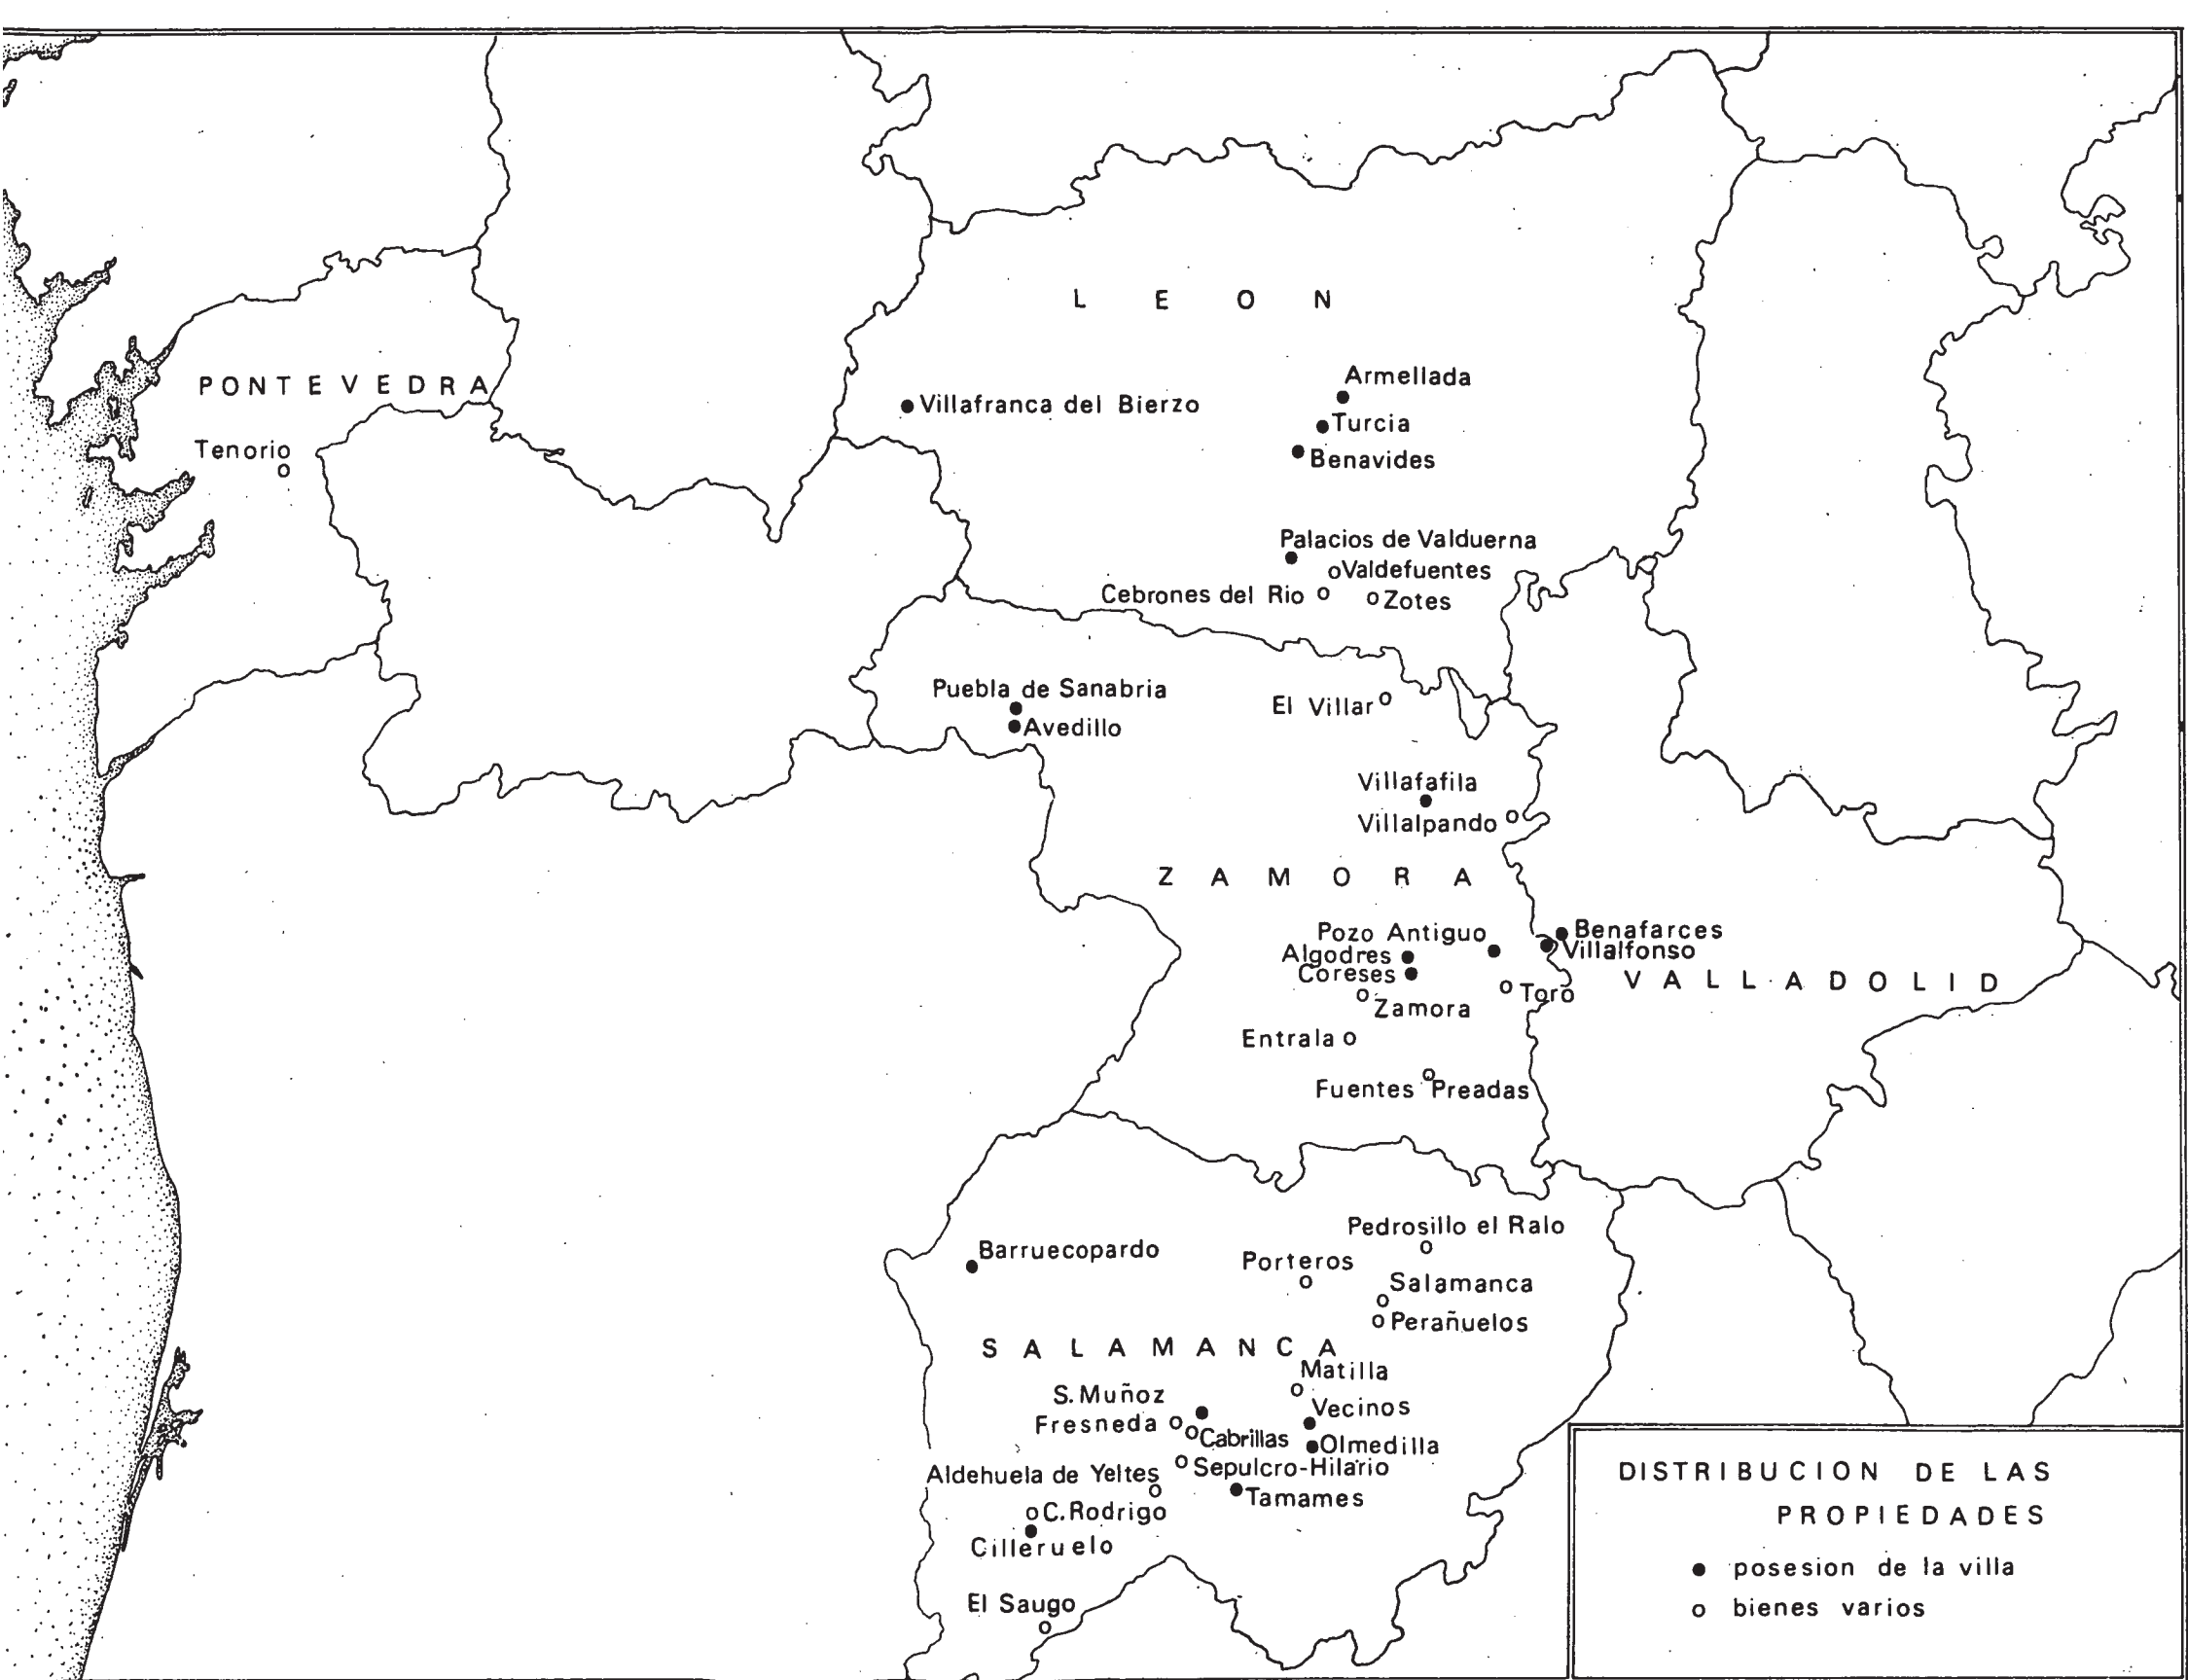 L E O N
PONTEVEDRA
Armellada
Villafranca del Bierzo
Turcia
Tenorio
Benavides
Palacios de Valduerna
Valdefuentes
Cebrones del Rio
Zotes
Puebla de Sanabria
El Villar
Avedillo
Villafafila
Villalpando
Z A M O R A
Pozo Antiguo
Benafarces
Algodres
Villalfonso
Coreses
VALLADOLID
Toro
Zamora
Entrala
Fuentes Preadas
Pedrosillo el Ralo
Barruecopardo
Porteros
Salamanca
Perañuelos
SALAMANCA
Matilla
S. Muñoz
Vecinos
Fresneda
Cabrillas
Olmedilla
Sepulcro-Hilario
Aldehuela de Yeltes
Tamames
C. Rodrigo
Cilleruelo
El Saugo
DISTRIBUCION DE LAS
PROPIEDADES
posesion de la villa
bienes varios